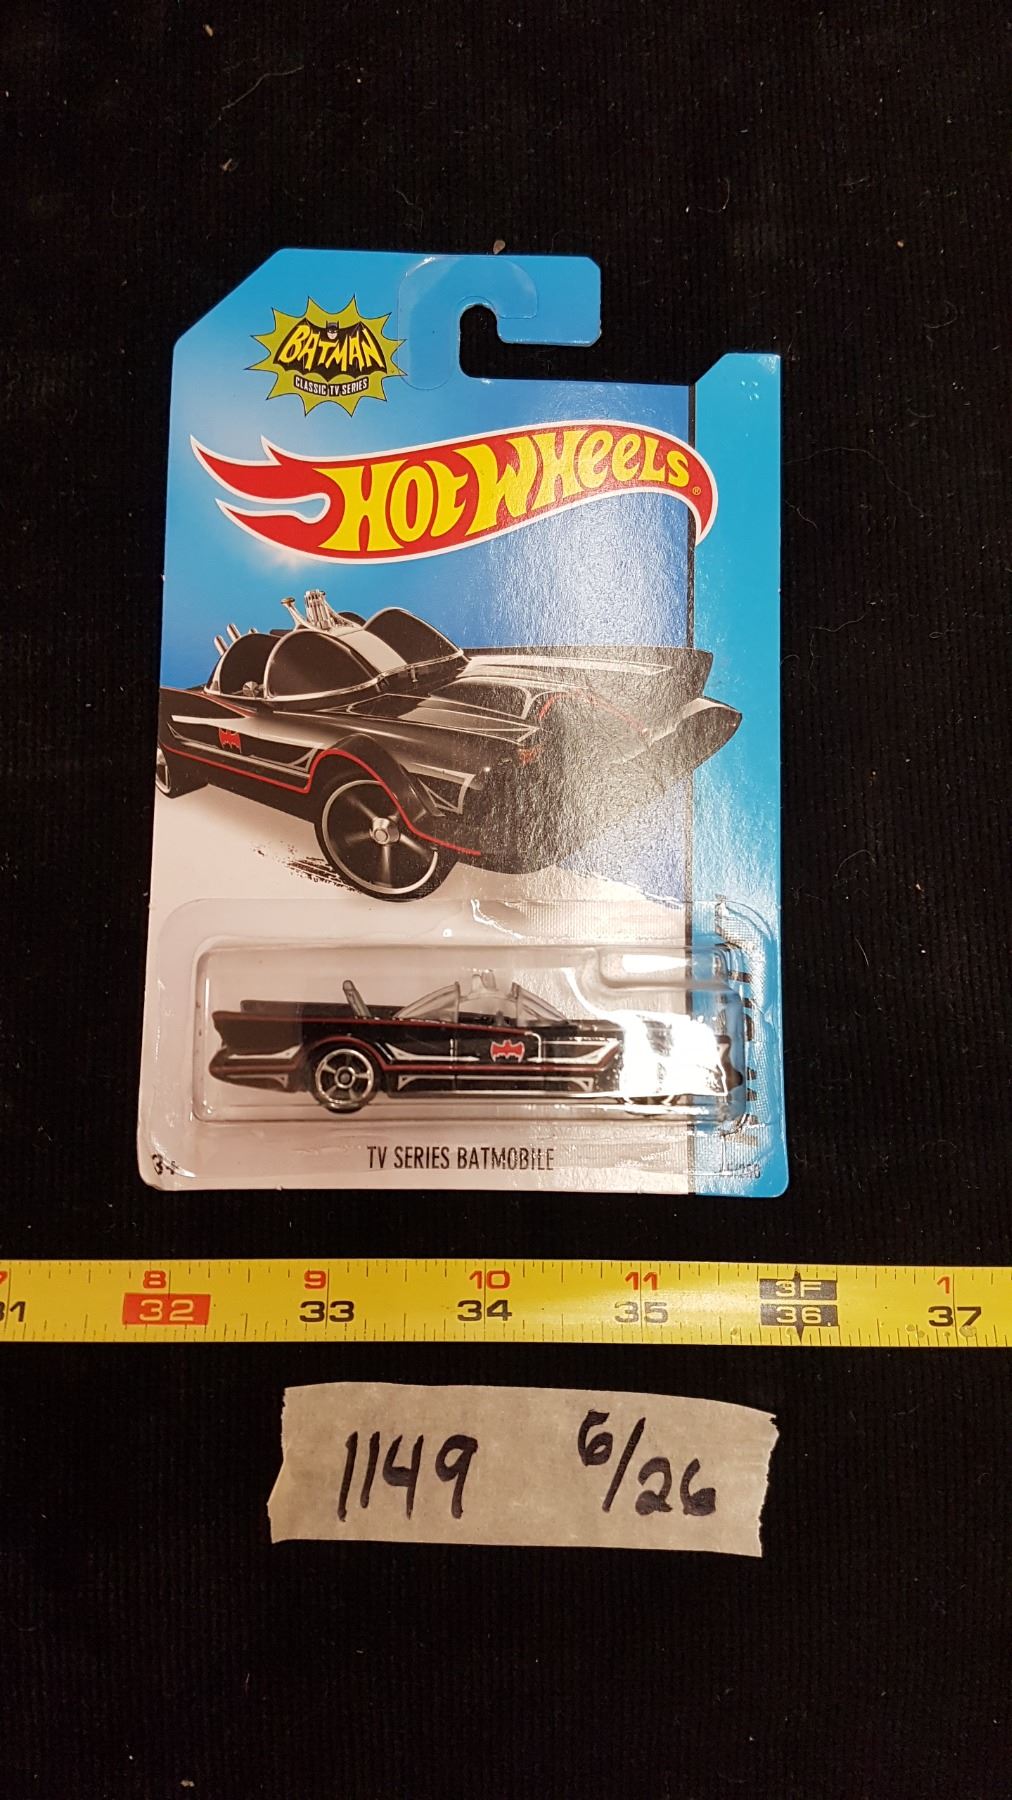 BATMAN
CLASSIC TV SERIES
HOT WHEELS®
TV SERIES BATMOBILE
3+
/250
8 9 10 11 3F 1
31 32 33 34 35 36 37
1149 6/26